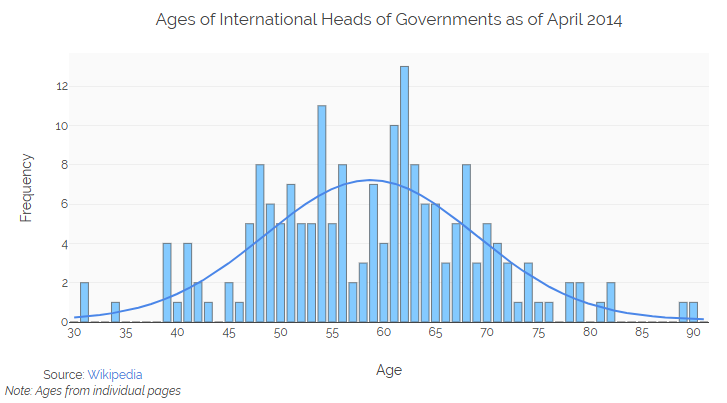 Ages of International Heads of Governments as of April 2014
Frequency
12
10
8
6
4
2
0
30 35 40 45 50 55 60 65 70 75 80 85 90
Age
Source: Wikipedia
Note: Ages from individual pages